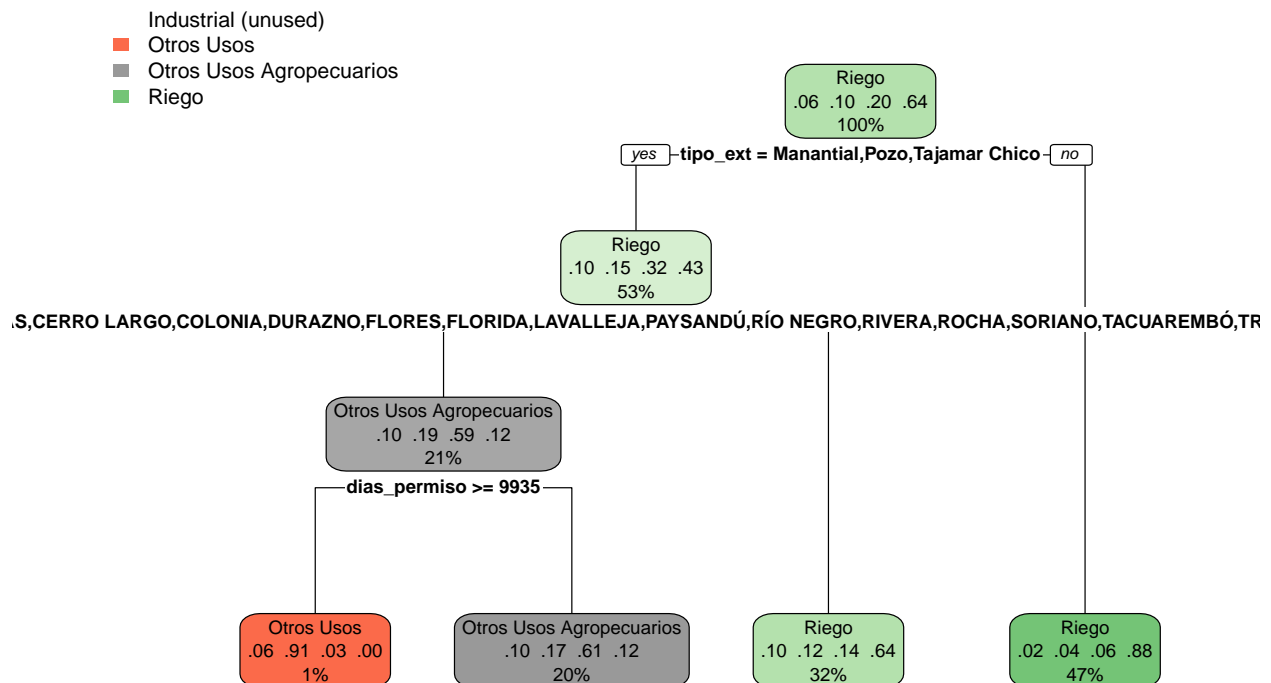 Industrial (unused)
Otros Usos
Otros Usos Agropecuarios
Riego
Riego
.06 .10 .20 .64
100%
yes tipo_ext = Manantial,Pozo,Tajamar Chico no
Riego
.10 .15 .32 .43
53%
S,CERRO LARGO,COLONIA,DURAZNO,FLORES,FLORIDA,LAVALLEJA,PAYSANDÚ,RÍO NEGRO,RIVERA,ROCHA,SORIANO,TACUAREMBÓ,TR
Otros Usos Agropecuarios
.10 .19 .59 .12
21%
dias_permiso >= 9935
Otros Usos
.06 .91 .03 .00
1%
Otros Usos Agropecuarios
.10 .17 .61 .12
20%
Riego
.10 .12 .14 .64
32%
Riego
.02 .04 .06 .88
47%